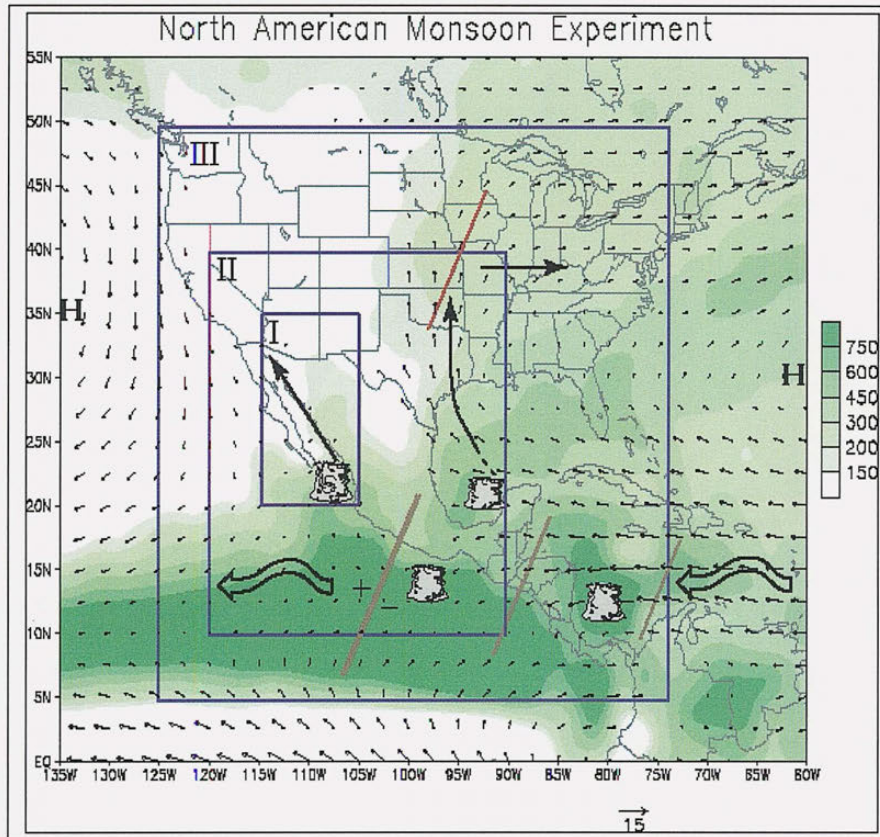 North American Monsoon Experiment
55N
50N
III
45N
40N
II
35N
H
I
30N
H
25N
20N
15N
+
−
10N
5N
EQ
135W 130W 125W 120W 115W 110W 105W 100W 95W 90W 85W 80W 75W 70W 65W 60W
750
600
450
300
200
150
15